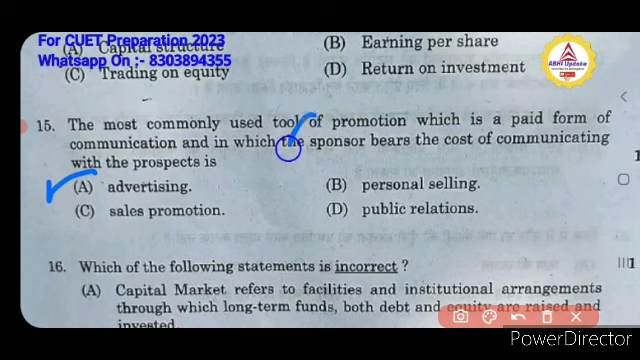 For CUET Preparation 2023
(A) Capital structure (B) Earning per share
Whatsapp On ;- 8303894355
(C) Trading on equity (D) Return on investment
ABHI Update
15. The most commonly used tool of promotion which is a paid form of
communication and in which the sponsor bears the cost of communicating
with the prospects is
(A) advertising. (B) personal selling.
(C) sales promotion. (D) public relations.
16. Which of the following statements is incorrect ?
(A) Capital Market refers to facilities and institutional arrangements
through which long-term funds, both debt and equity are raised and
invested.
PowerDirector